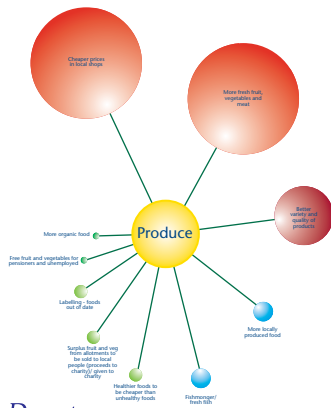 Cheaper prices
in local shops
More fresh fruit,
vegetables and
meat
Better
variety and
quality of
products
Produce
More organic food
Free fruit and vegetables for
pensioners and unemployed
Labelling - foods
out of date
More locally
produced food
Surplus fruit and veg
from allotments to
be sold to local
people (proceeds to
charity)/ given to
charity
Healthier foods to
be cheaper than
unhealthy foods
Fishmonger/
fresh fish